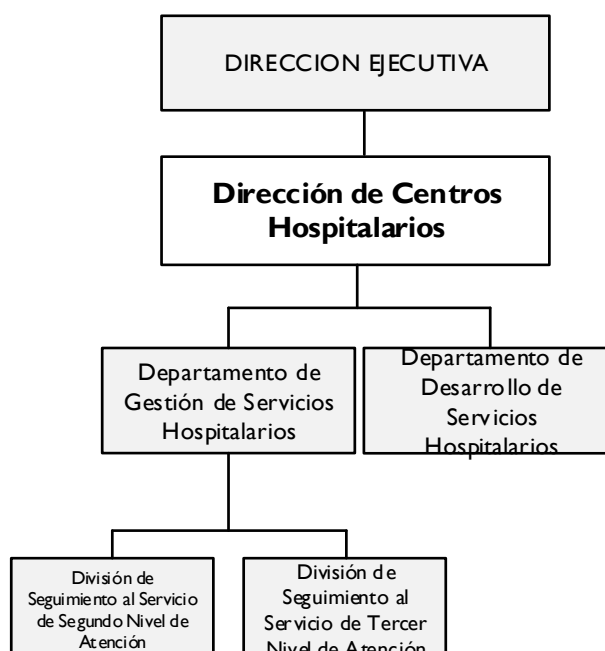 DIRECCION EJECUTIVA
Dirección de Centros
Hospitalarios
Departamento de
Gestión de Servicios
Hospitalarios
Departamento de
Desarrollo de
Servicios
Hospitalarios
División de
Seguimiento al Servicio
de Segundo Nivel de
Atención
División de
Seguimiento al
Servicio de Tercer
Nivel de Atención